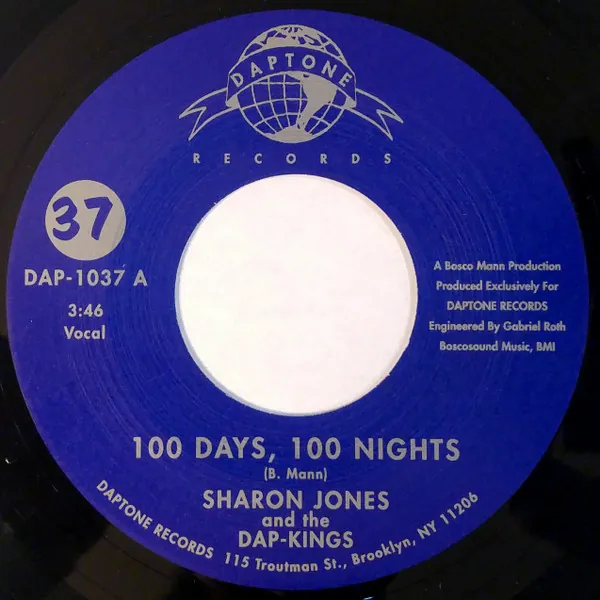 DAPTONE
RECORDS
37
DAP-1037 A
3:46
Vocal
A Bosco Mann Production
Produced Exclusively For
DAPTONE RECORDS
Engineered By Gabriel Roth
Boscosound Music, BMI
100 DAYS, 100 NIGHTS
(B. Mann)
SHARON JONES
and the
DAP-KINGS
DAPTONE RECORDS 115 Troutman St., Brooklyn, NY 11206